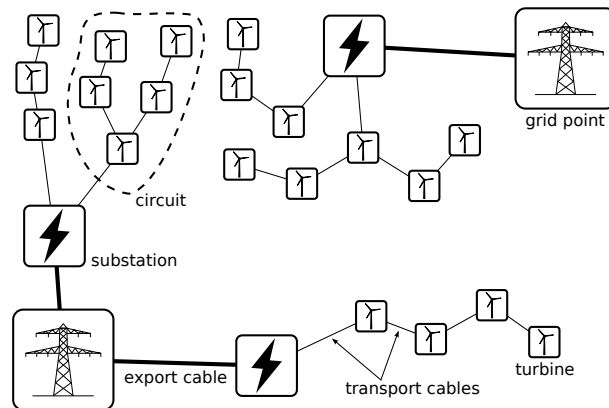 grid point
circuit
substation
export cable
transport cables
turbine